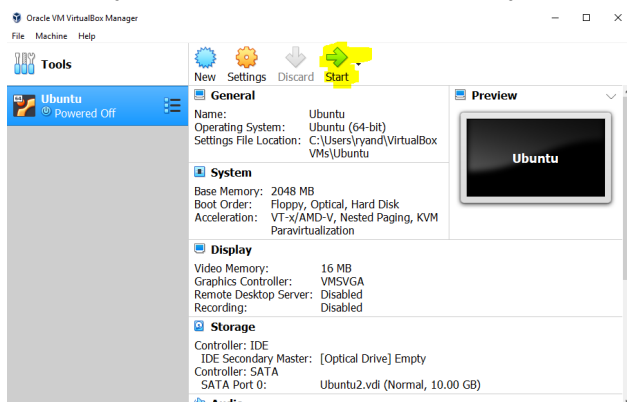 Oracle VM VirtualBox Manager
File Machine Help
Tools
New Settings Discard Start
64
Ubuntu
Powered Off
General
Name: Ubuntu
Operating System: Ubuntu (64-bit)
Settings File Location: C:\Users\ryand\VirtualBox
VMs\Ubuntu
Preview
Ubuntu
System
Base Memory: 2048 MB
Boot Order: Floppy, Optical, Hard Disk
Acceleration: VT-x/AMD-V, Nested Paging, KVM
Paravirtualization
Display
Video Memory: 16 MB
Graphics Controller: VMSVGA
Remote Desktop Server: Disabled
Recording: Disabled
Storage
Controller: IDE
IDE Secondary Master: [Optical Drive] Empty
Controller: SATA
SATA Port 0: Ubuntu2.vdi (Normal, 10.00 GB)